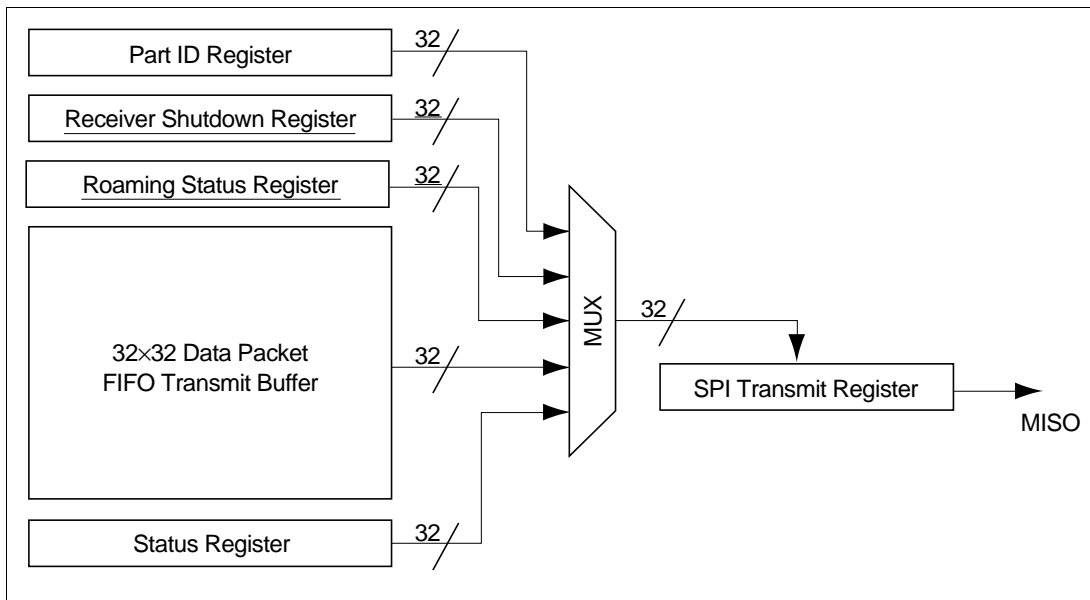 Part ID Register
32
Receiver Shutdown Register
32
Roaming Status Register
32
32×32 Data Packet
FIFO Transmit Buffer
32
Status Register
32
MUX
32
SPI Transmit Register
MISO